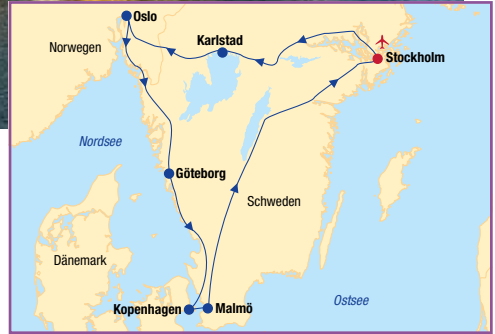 Oslo
Norwegen
Karlstad
Stockholm
Nordsee
Göteborg
Schweden
Dänemark
Kopenhagen
Malmö
Ostsee